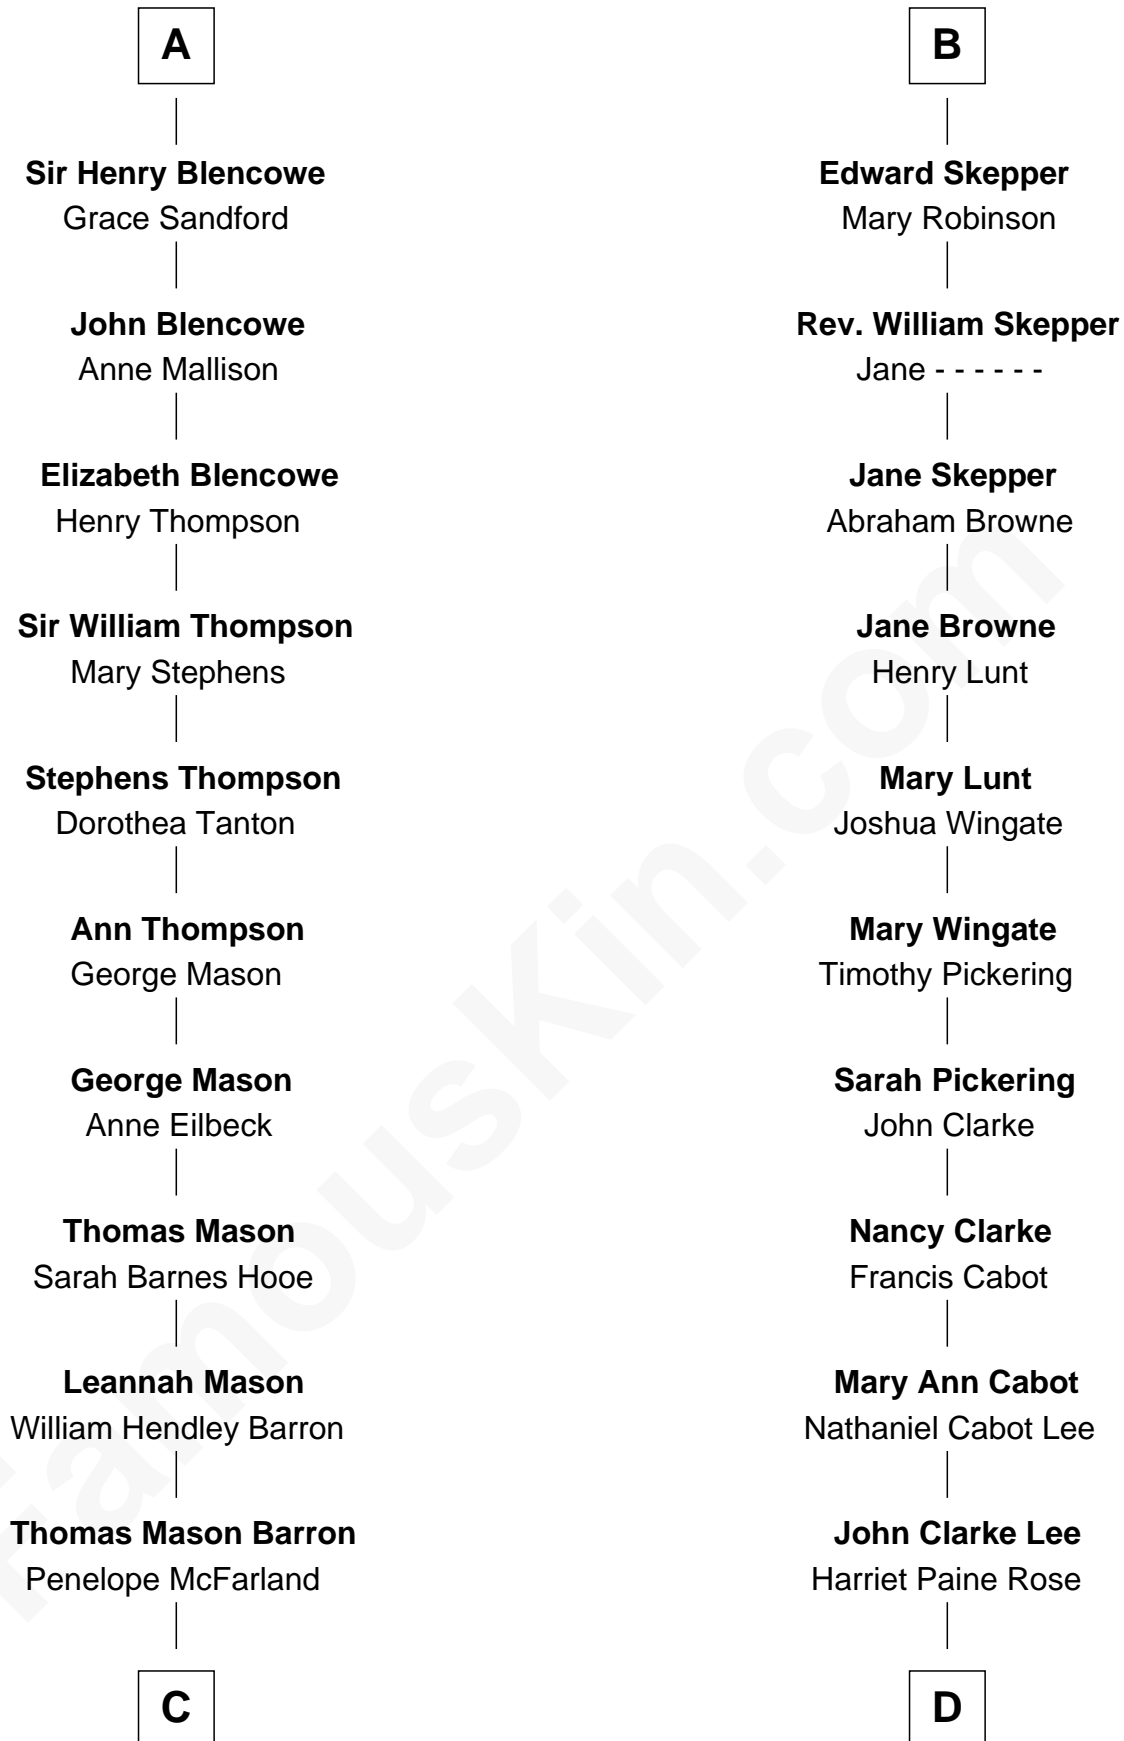 A
Sir Henry Blencowe
Grace Sandford
John Blencowe
Anne Mallison
Elizabeth Blencowe
Henry Thompson
Sir William Thompson
Mary Stephens
Stephens Thompson
Dorothea Tanton
Ann Thompson
George Mason
George Mason
Anne Eilbeck
Thomas Mason
Sarah Barnes Hooe
Leannah Mason
William Hendley Barron
Thomas Mason Barron
Penelope McFarland
C
B
Edward Skepper
Mary Robinson
Rev. William Skepper
Jane - - - - - -
Jane Skepper
Abraham Browne
Jane Browne
Henry Lunt
Mary Lunt
Joshua Wingate
Mary Wingate
Timothy Pickering
Sarah Pickering
John Clarke
Nancy Clarke
Francis Cabot
Mary Ann Cabot
Nathaniel Cabot Lee
John Clarke Lee
Harriet Paine Rose
D
FamousKin.com